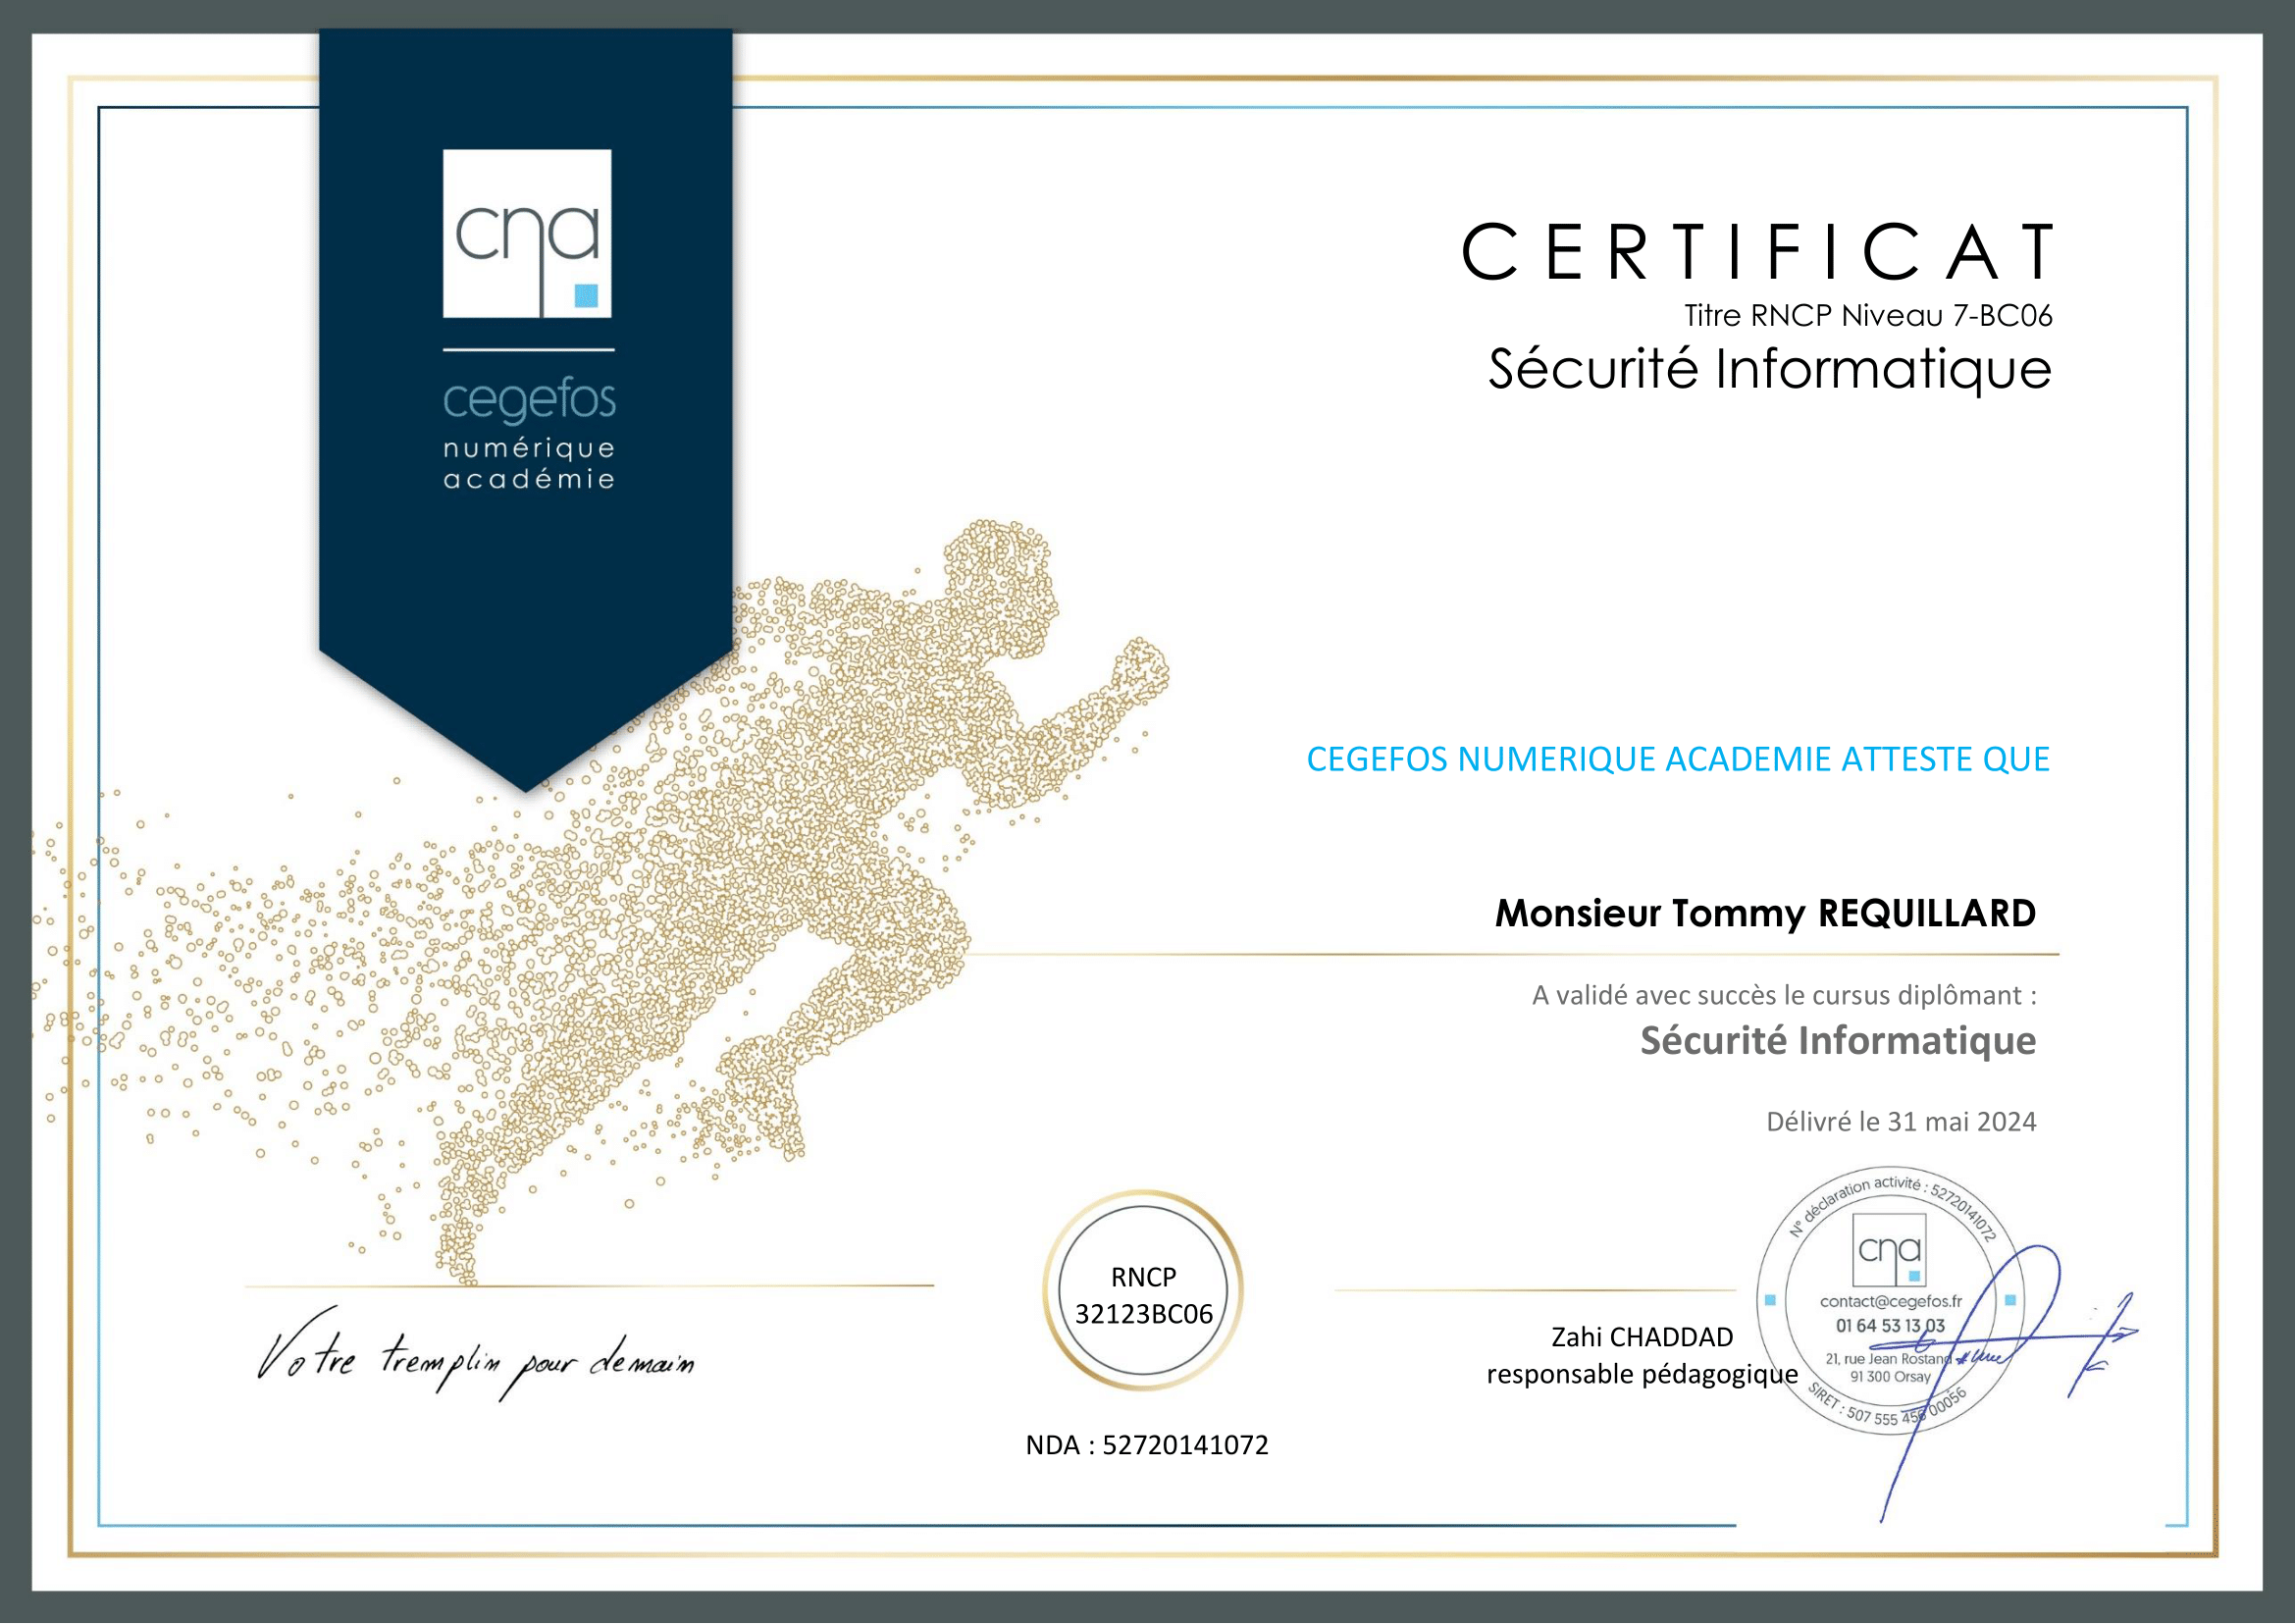 cna
cegefos
numérique
académie
CERTIFICAT
Titre RNCP Niveau 7-BC06
Sécurité Informatique
CEGEFOS NUMERIQUE ACADEMIE ATTESTE QUE
Monsieur Tommy REQUILLARD
A validé avec succès le cursus diplômant :
Sécurité Informatique
Délivré le 31 mai 2024
Votre tremplin pour demain
RNCP
32123BC06
NDA : 52720141072
Zahi CHADDAD
responsable pédagogique
N° déclaration activité : 52720141072
cna
contact@cegefos.fr
01 64 53 13 03
21, rue Jean Rostand
91 300 Orsay
SIRET : 507 555 456 00056